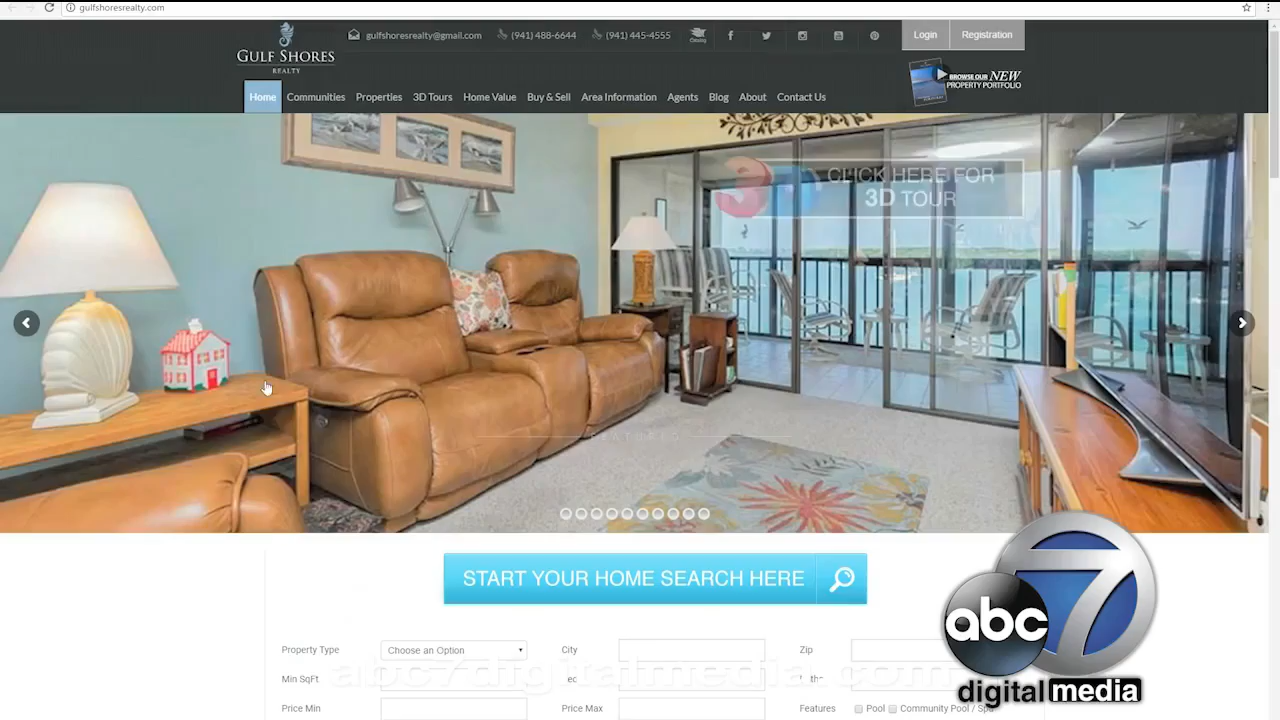 gulfshoresrealty.com
GULF SHORES
REALTY
gulfshoresrealty@gmail.com
(941) 488-6644
(941) 445-4555
Login
Registration
BROWSE OUR NEW
PROPERTY PORTFOLIO
Home
Communities
Properties
3D Tours
Home Value
Buy & Sell
Area Information
Agents
Blog
About
Contact Us
CLICK HERE FOR
3D TOUR
FEATURED
START YOUR HOME SEARCH HERE
Property Type
Choose an Option
City
Zip
Min SqFt
abc7digitalmedia.com
Price Min
Price Max
Features
Pool
Community Pool / Spa
abc
7
digital media